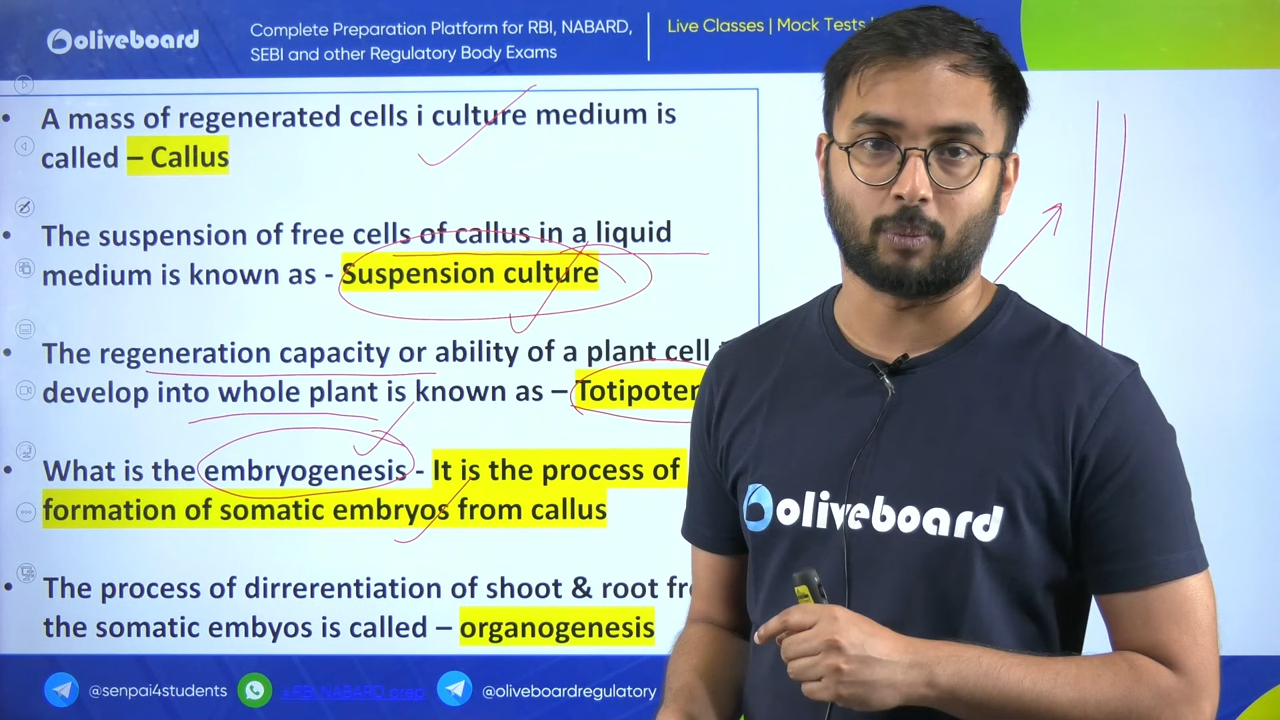 oliveboard
Complete Preparation Platform for RBI, NABARD,
SEBI and other Regulatory Body Exams
Live Classes | Mock Tests
• A mass of regenerated cells i culture medium is
called – Callus
• The suspension of free cells of callus in a liquid
medium is known as - Suspension culture
• The regeneration capacity or ability of a plant cell
develop into whole plant is known as – Totipoten
• What is the embryogenesis - It is the process of
formation of somatic embryos from callus
• The process of dirrerentiation of shoot & root fr
the somatic embyos is called – organogenesis
oliveboard
@senpai4students
RBI NABARD prep
@oliveboardregulatory